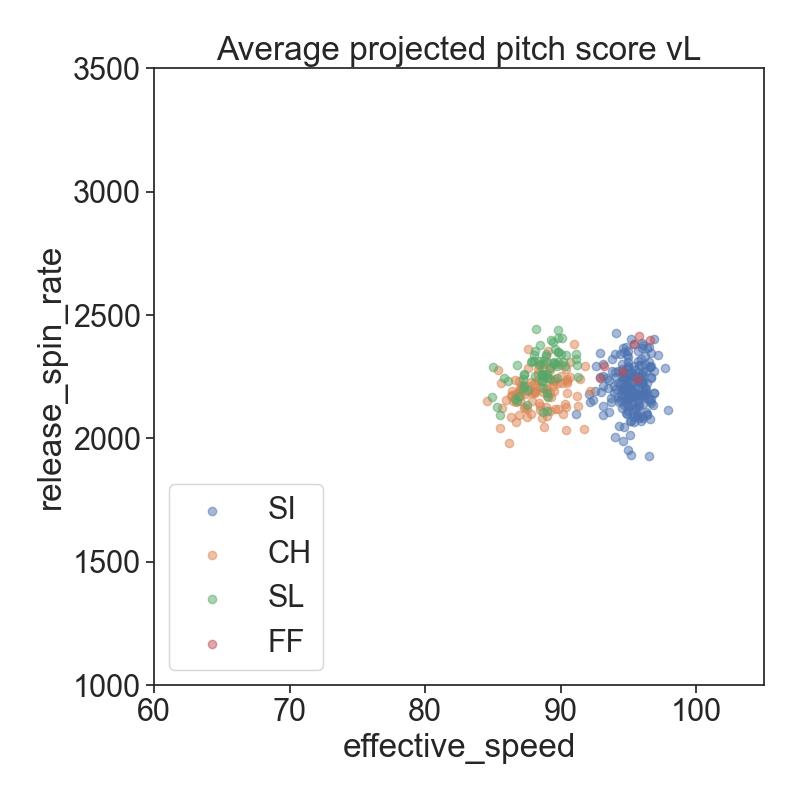 Average projected pitch score vL
3500
3000
2500
2000
1500
1000
release_spin_rate
SI
CH
SL
FF
60
70
80
90
100
effective_speed